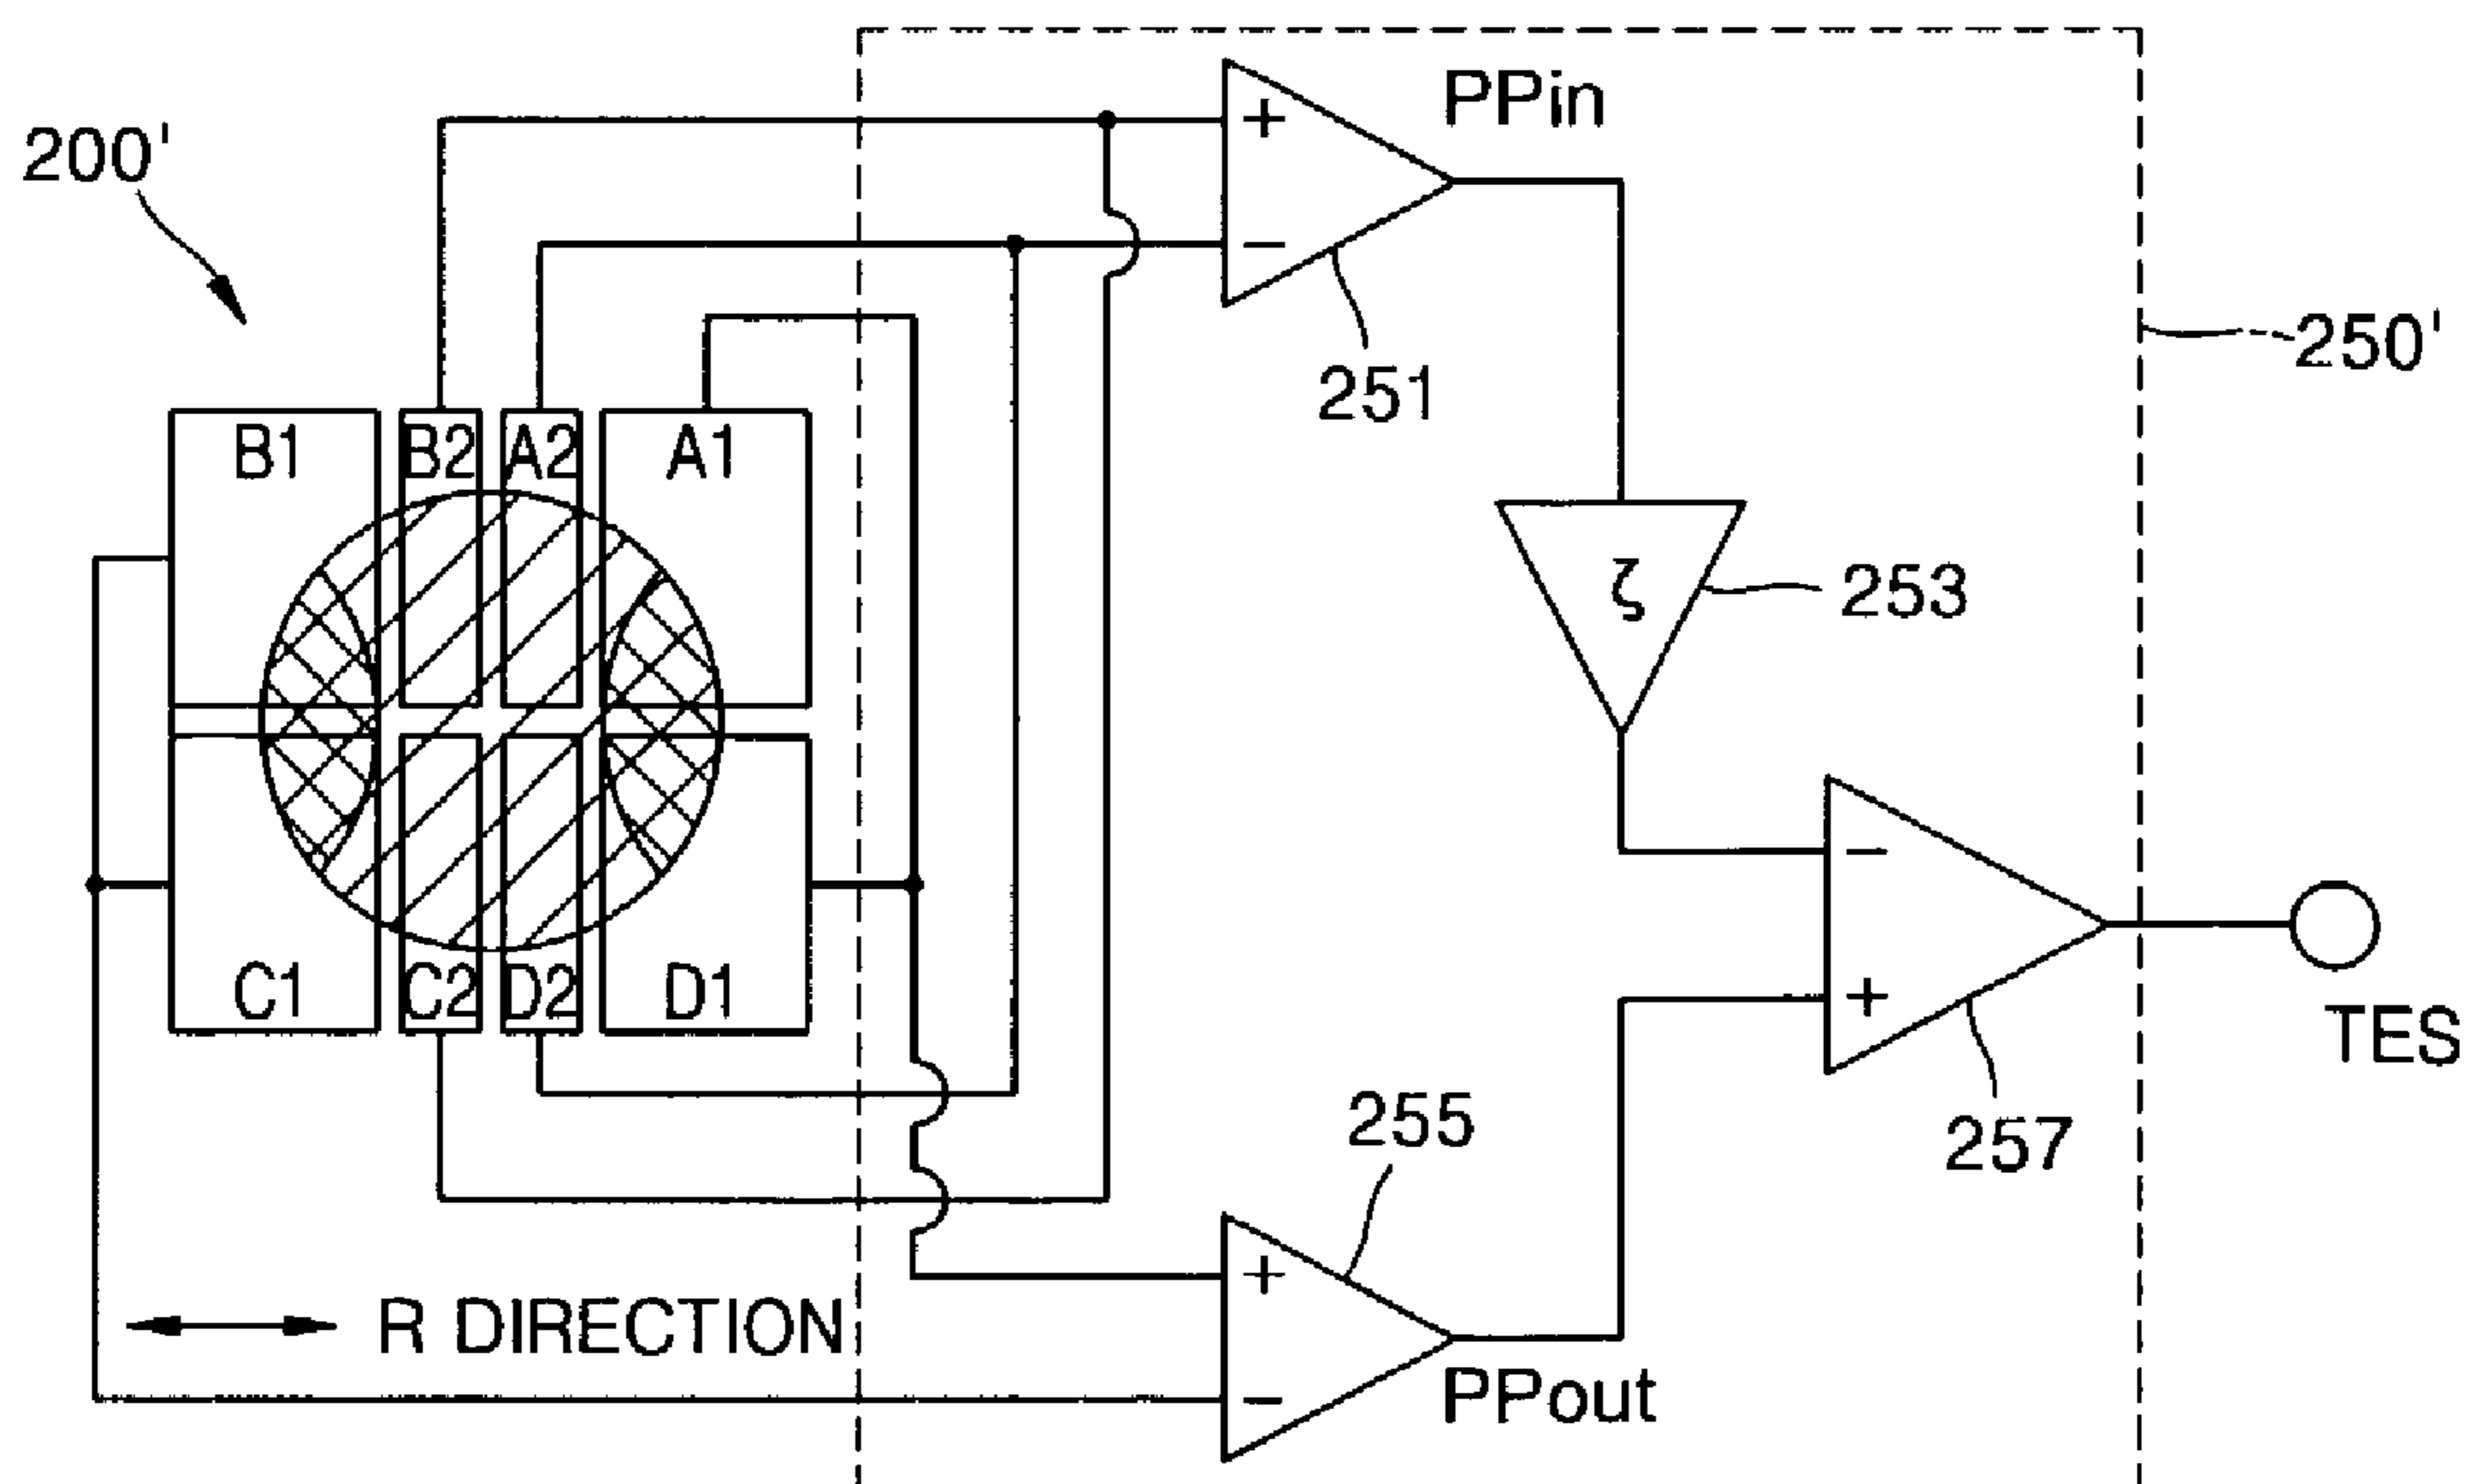 PPin
200'
+
−
250'
251
B1 B2 A2 A1
ζ
253
−
C1 C2 D2 D1
+
TES
255
257
+
R DIRECTION
−
PPout